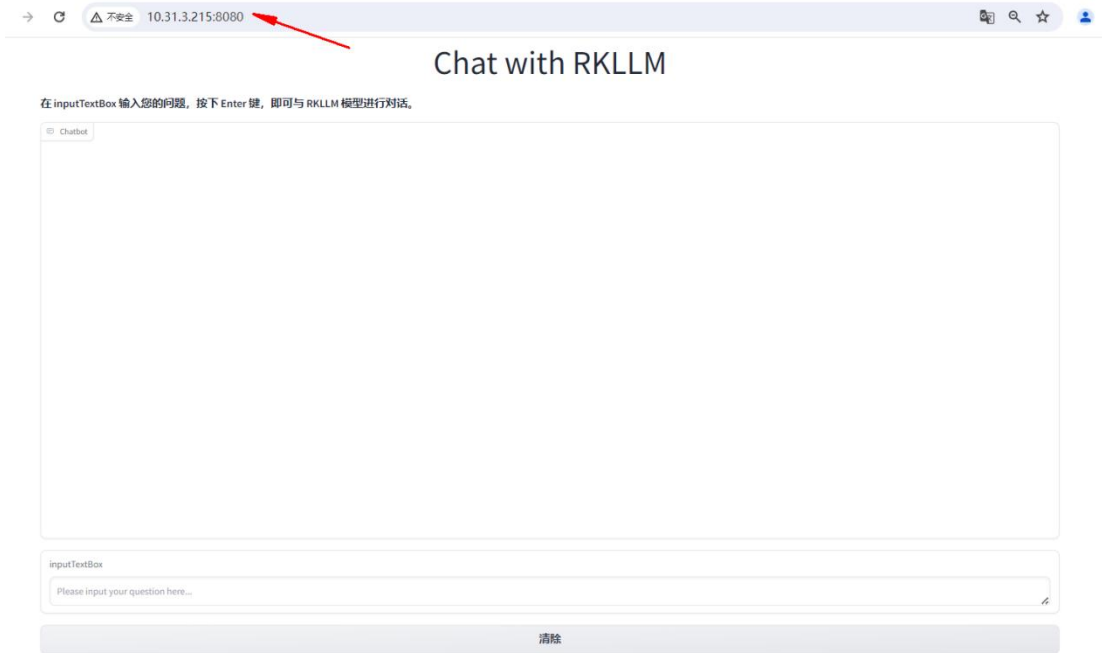 不安全 10.31.3.215:8080
Chat with RKLLM
在 inputTextBox 输入您的问题，按下 Enter 键，即可与 RKLLM 模型进行对话。
Chatbot
inputTextBox
Please input your question here...
清除